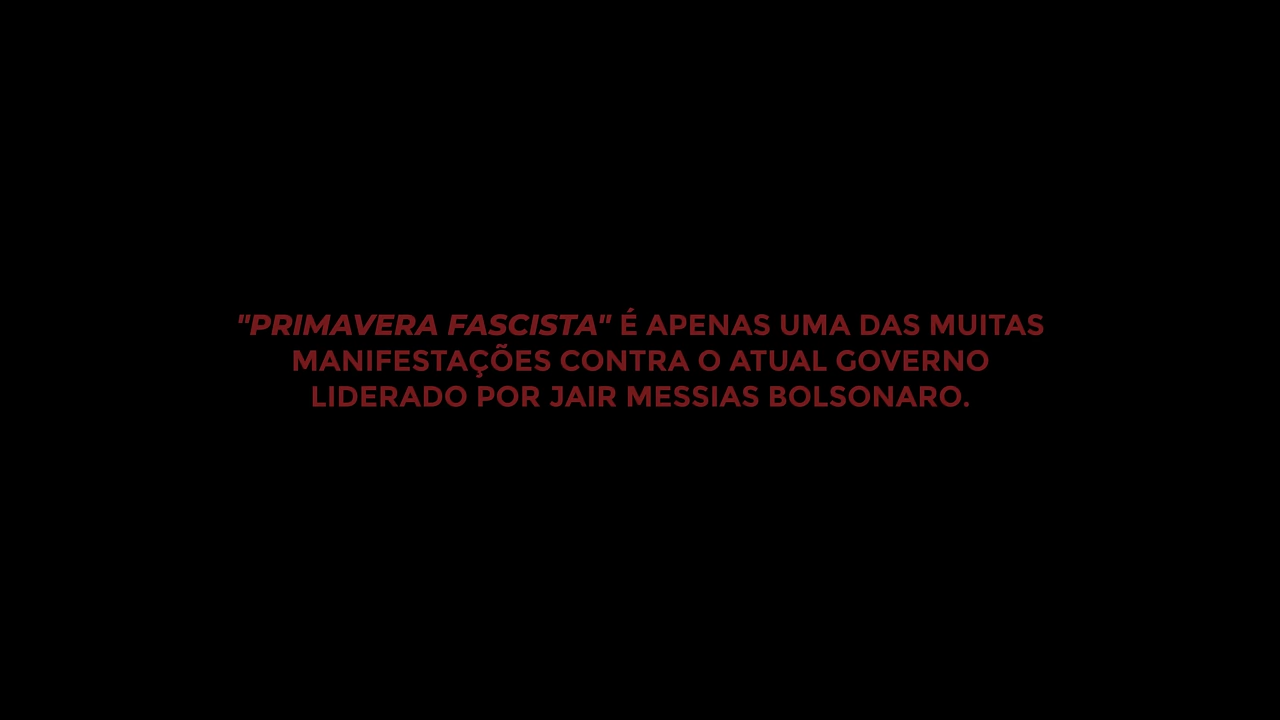 "PRIMAVERA FASCISTA" É APENAS UMA DAS MUITAS
MANIFESTAÇÕES CONTRA O ATUAL GOVERNO
LIDERADO POR JAIR MESSIAS BOLSONARO.